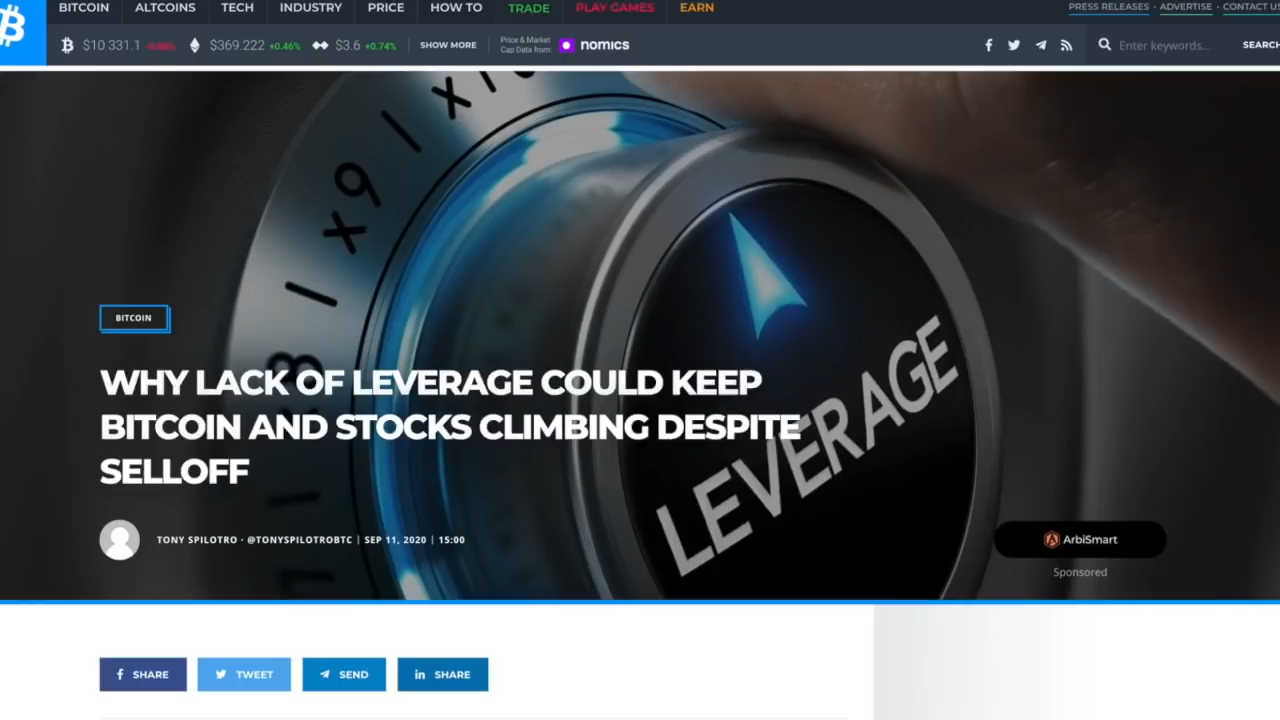 BITCOIN ALTCOINS TECH INDUSTRY PRICE HOW TO TRADE PLAY GAMES EARN PRESS RELEASES · ADVERTISE · CONTACT US
$10 331.1 $369.222 +0.46% $3.6 +0.74% SHOW MORE Price & Market Cap Data from: nomics Enter keywords... SEARCH
x10
x9
8
LEVERAGE
BITCOIN
WHY LACK OF LEVERAGE COULD KEEP
BITCOIN AND STOCKS CLIMBING DESPITE
SELLOFF
TONY SPILOTRO · @TONYSPILOTROBTC | SEP 11, 2020 | 15:00
ArbiSmart
Sponsored
SHARE TWEET SEND SHARE